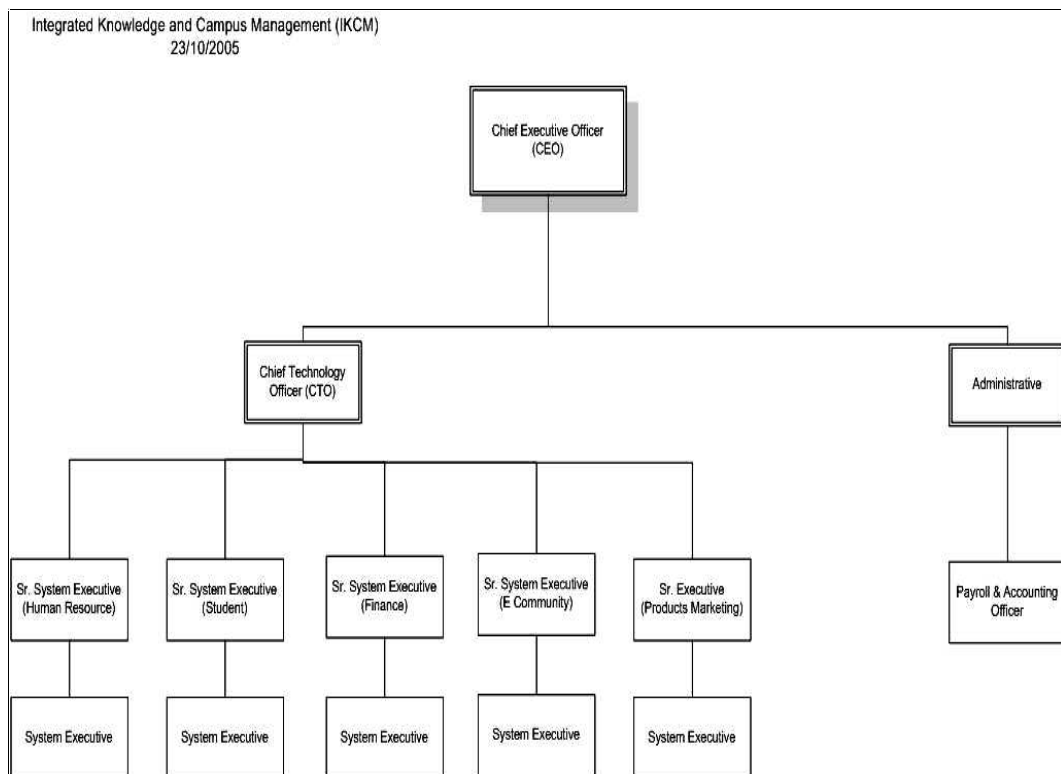 Integrated Knowledge and Campus Management (IKCM)
23/10/2005
Chief Executive Officer
(CEO)
Chief Technology
Officer (CTO)
Administrative
Sr. System Executive
(Human Resource)
Sr. System Executive
(Student)
Sr. System Executive
(Finance)
Sr. System Executive
(E Community)
Sr. Executive
(Products Marketing)
Payroll & Accounting
Officer
System Executive
System Executive
System Executive
System Executive
System Executive